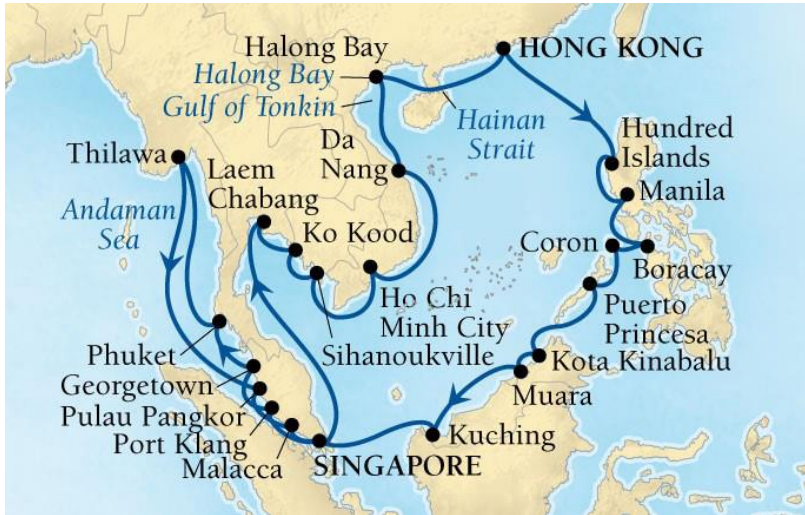 Halong Bay
HONG KONG
Halong Bay
Gulf of Tonkin
Hainan
Strait
Hundred
Islands
Da
Nang
Thilawa
Laem
Chabang
Manila
Andaman
Sea
Ko Kood
Coron
Boracay
Ho Chi
Minh City
Puerto
Princesa
Sihanoukville
Phuket
Kota Kinabalu
Georgetown
Muara
Pulau Pangkor
Port Klang
Kuching
Malacca
SINGAPORE